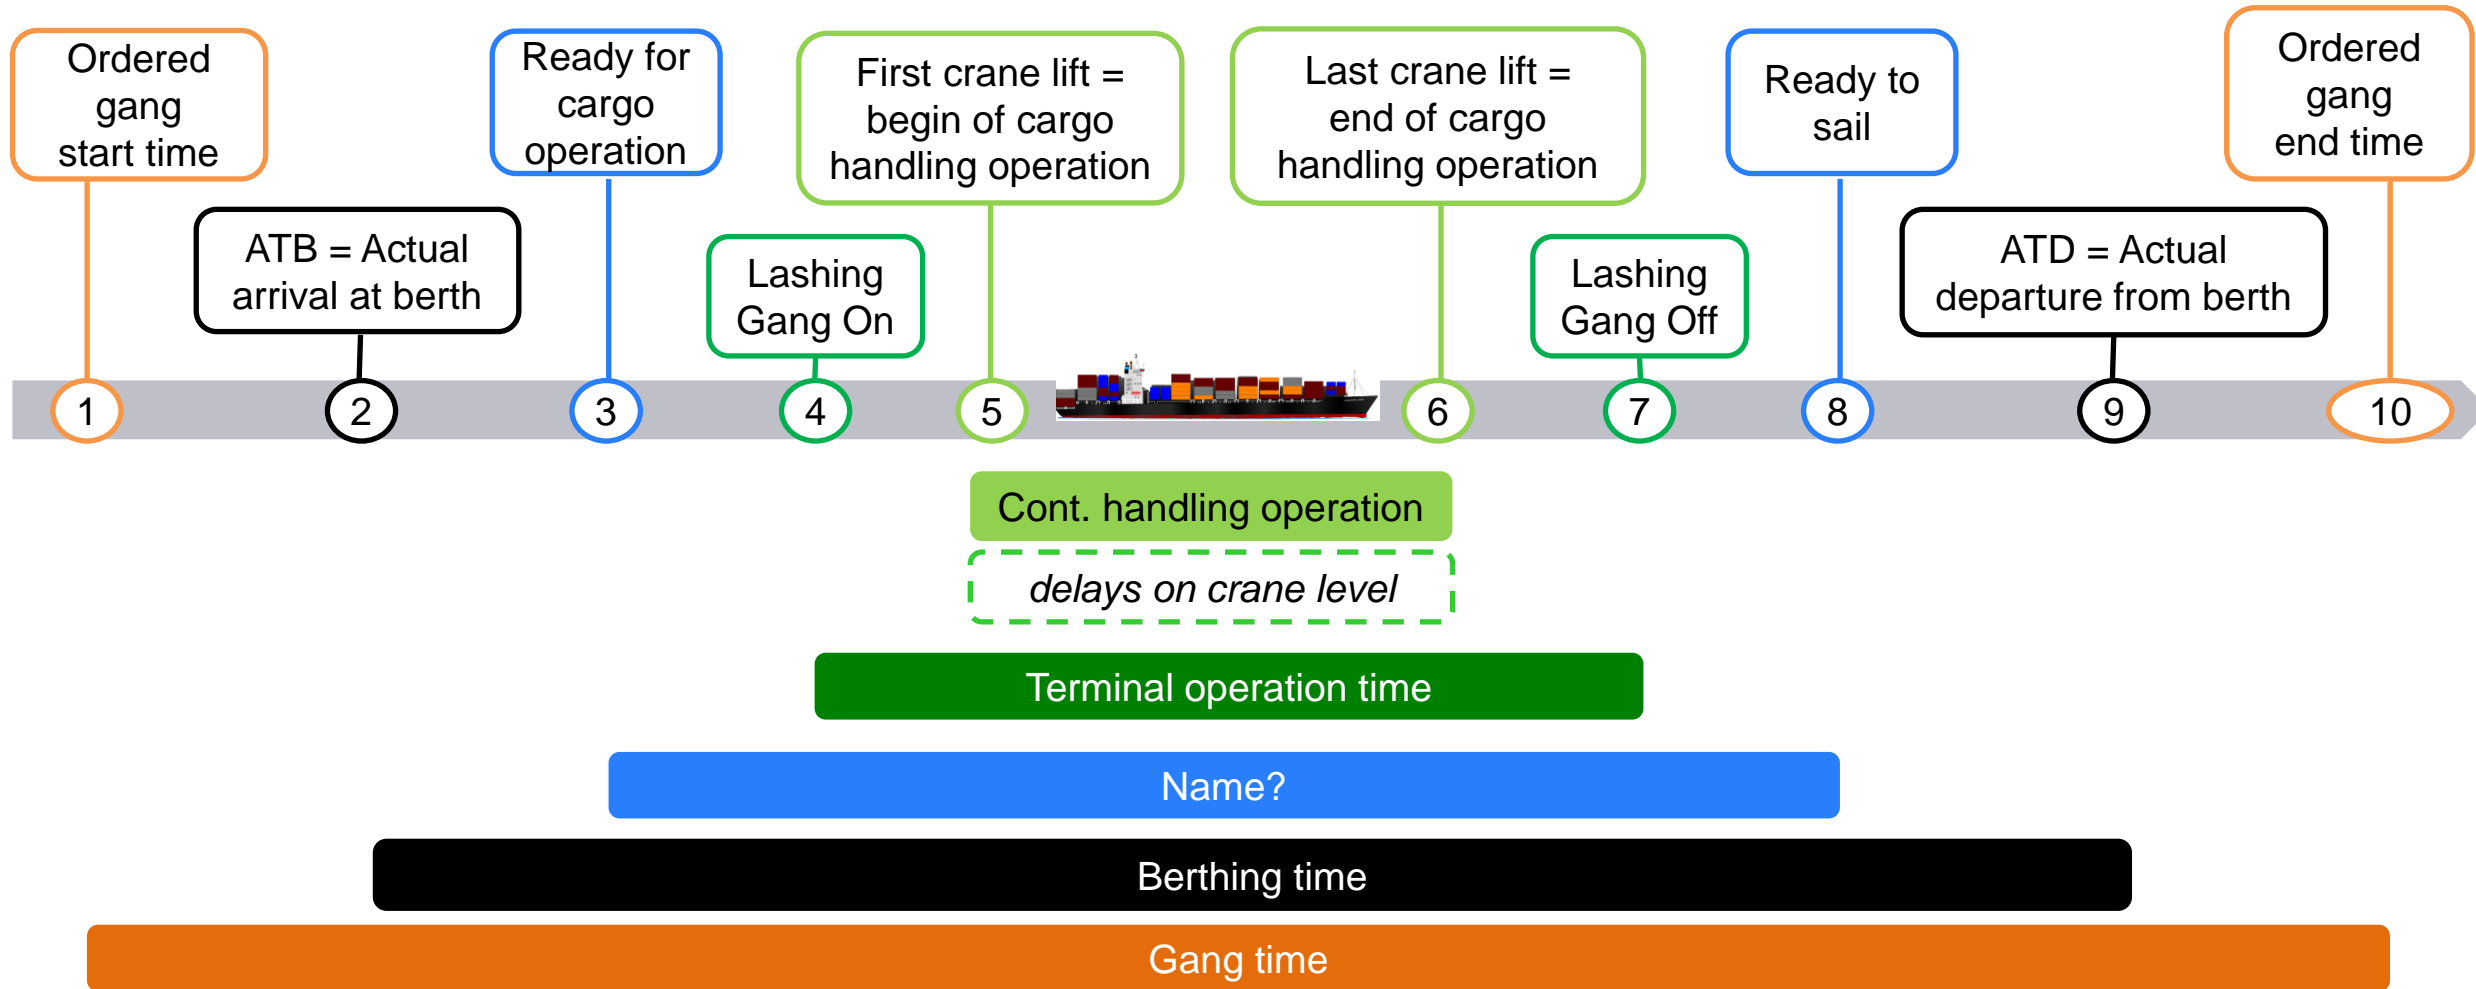 Ordered
gang
start time
Ready for
cargo
operation
First crane lift =
begin of cargo
handling operation
Last crane lift =
end of cargo
handling operation
Ready to
sail
Ordered
gang
end time
ATB = Actual
arrival at berth
Lashing
Gang On
Lashing
Gang Off
ATD = Actual
departure from berth
1
2
3
4
5
6
7
8
9
10
Cont. handling operation
delays on crane level
Terminal operation time
Name?
Berthing time
Gang time